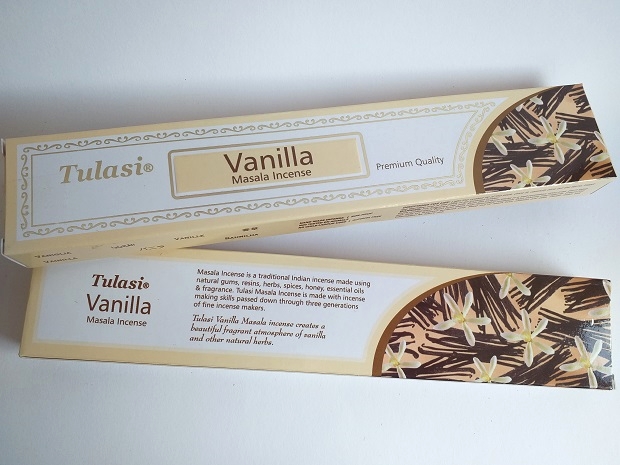 Tulasi®
Vanilla
Masala Incense
Premium Quality
VANILLE
Tulasi®
Vanilla
Masala Incense
Masala Incense is a traditional Indian incense made using
natural gums, resins, herbs, spices, honey, essential oils
& fragrance. Tulasi Masala Incense is made with incense
making skills passed down through three generations
of fine incense makers.
Tulasi Vanilla Masala incense creates a
beautiful fragrant atmosphere of vanilla
and other natural herbs.